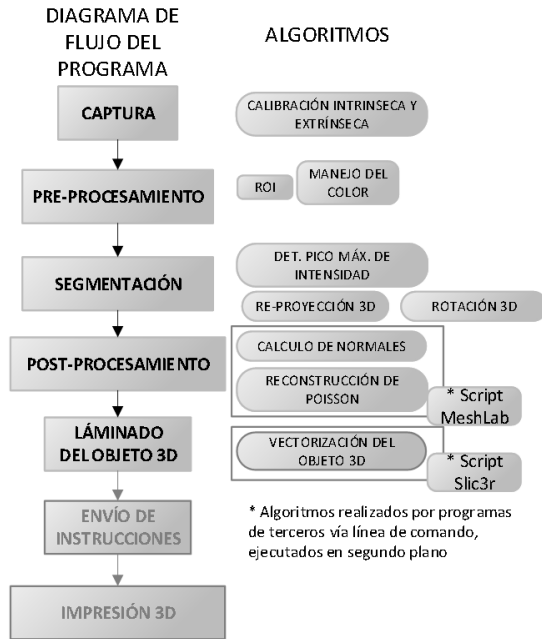 DIAGRAMA DE
FLUJO DEL
PROGRAMA
ALGORITMOS
CAPTURA
CALIBRACIÓN INTRINSECA Y
EXTRÍNSECA
PRE-PROCESAMIENTO
ROI
MANEJO DEL
COLOR
SEGMENTACIÓN
DET. PICO MÁX. DE
INTENSIDAD
RE-PROYECCIÓN 3D
ROTACIÓN 3D
POST-PROCESAMIENTO
CALCULO DE NORMALES
RECONSTRUCCIÓN DE
POISSON
* Script
MeshLab
LÁMINADO
DEL OBJETO 3D
VECTORIZACIÓN DEL
OBJETO 3D
* Script
Slic3r
ENVÍO DE
INSTRUCCIONES
* Algoritmos realizados por programas
de terceros vía línea de comando,
ejecutados en segundo plano
IMPRESIÓN 3D